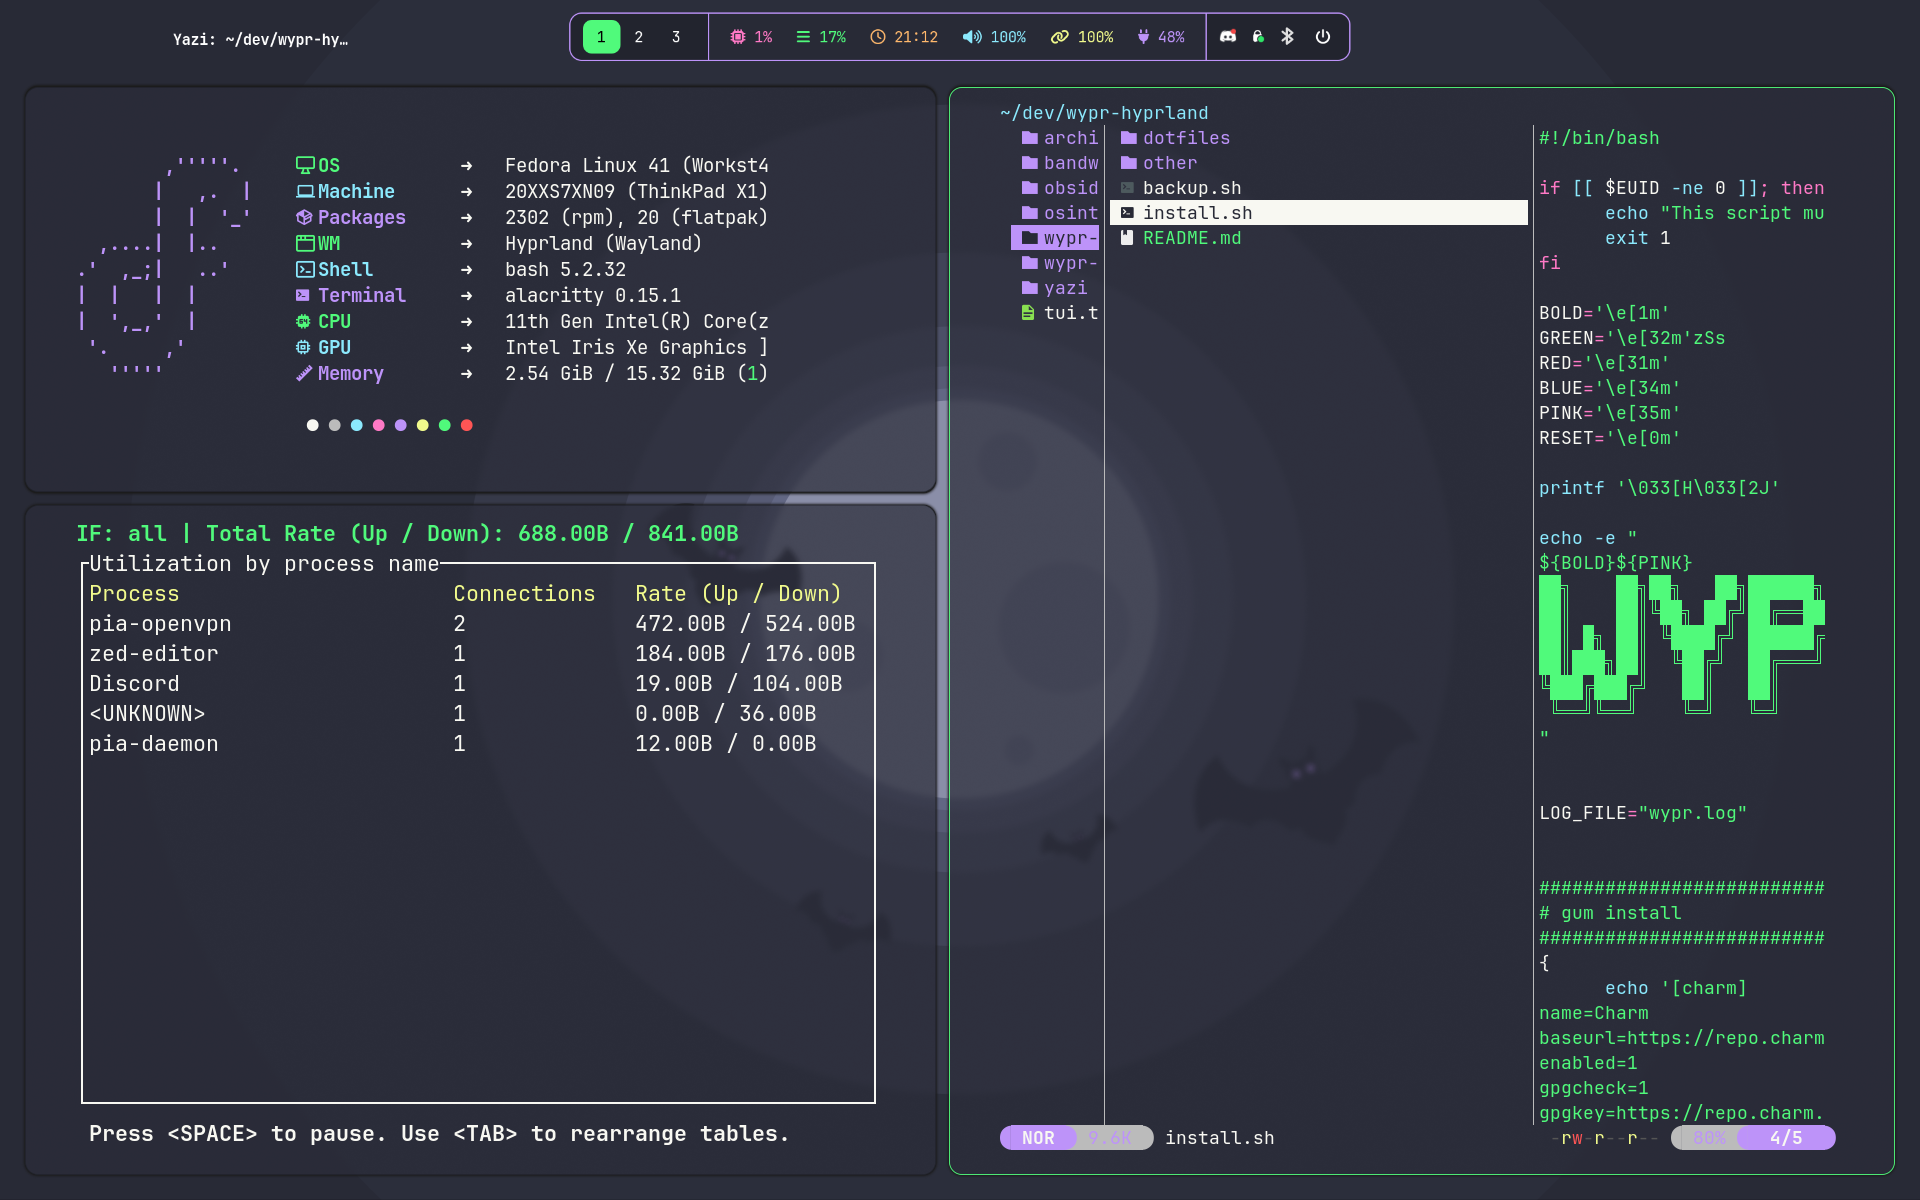 Yazi: ~/dev/wypr-hy…
1 2 3 1% 17% 21:12 100% 100% 48%
OS → Fedora Linux 41 (Workst4
Machine → 20XXS7XN09 (ThinkPad X1)
Packages → 2302 (rpm), 20 (flatpak)
WM → Hyprland (Wayland)
Shell → bash 5.2.32
Terminal → alacritty 0.15.1
CPU → 11th Gen Intel(R) Core(z
GPU → Intel Iris Xe Graphics ]
Memory → 2.54 GiB / 15.32 GiB (1)
IF: all | Total Rate (Up / Down): 688.00B / 841.00B
Utilization by process name
Process Connections Rate (Up / Down)
pia-openvpn 2 472.00B / 524.00B
zed-editor 1 184.00B / 176.00B
Discord 1 19.00B / 104.00B
<UNKNOWN> 1 0.00B / 36.00B
pia-daemon 1 12.00B / 0.00B
Press <SPACE> to pause. Use <TAB> to rearrange tables.
~/dev/wypr-hyprland
archi
bandw
obsid
osint
wypr-
wypr-
yazi
tui.t
dotfiles
other
backup.sh
install.sh
README.md
#!/bin/bash
if [[ $EUID -ne 0 ]]; then
echo "This script mu
exit 1
fi
BOLD='\e[1m'
GREEN='\e[32m'zSs
RED='\e[31m'
BLUE='\e[34m'
PINK='\e[35m'
RESET='\e[0m'
printf '\033[H\033[2J'
echo -e "
${BOLD}${PINK}
WYP
"
LOG_FILE="wypr.log"
##########################
# gum install
##########################
{
echo '[charm]
name=Charm
baseurl=https://repo.charm
enabled=1
gpgcheck=1
gpgkey=https://repo.charm.
NOR 9.6K install.sh -rw-r--r-- 80% 4/5